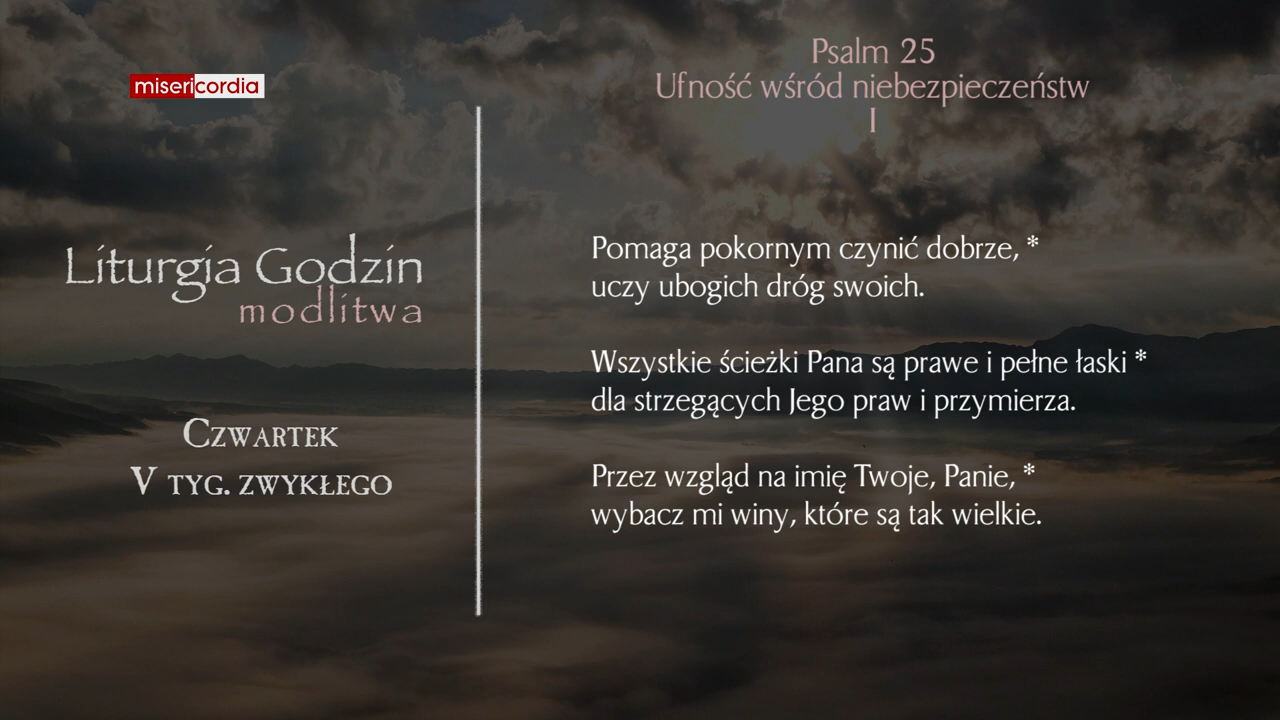 misericordia
Liturgia Godzin
modlitwa
Czwartek
V tyg. zwykłego
Psalm 25
Ufność wśród niebezpieczeństw
I
Pomaga pokornym czynić dobrze, *
uczy ubogich dróg swoich.
Wszystkie ścieżki Pana są prawe i pełne łaski *
dla strzegących Jego praw i przymierza.
Przez wzgląd na imię Twoje, Panie, *
wybacz mi winy, które są tak wielkie.